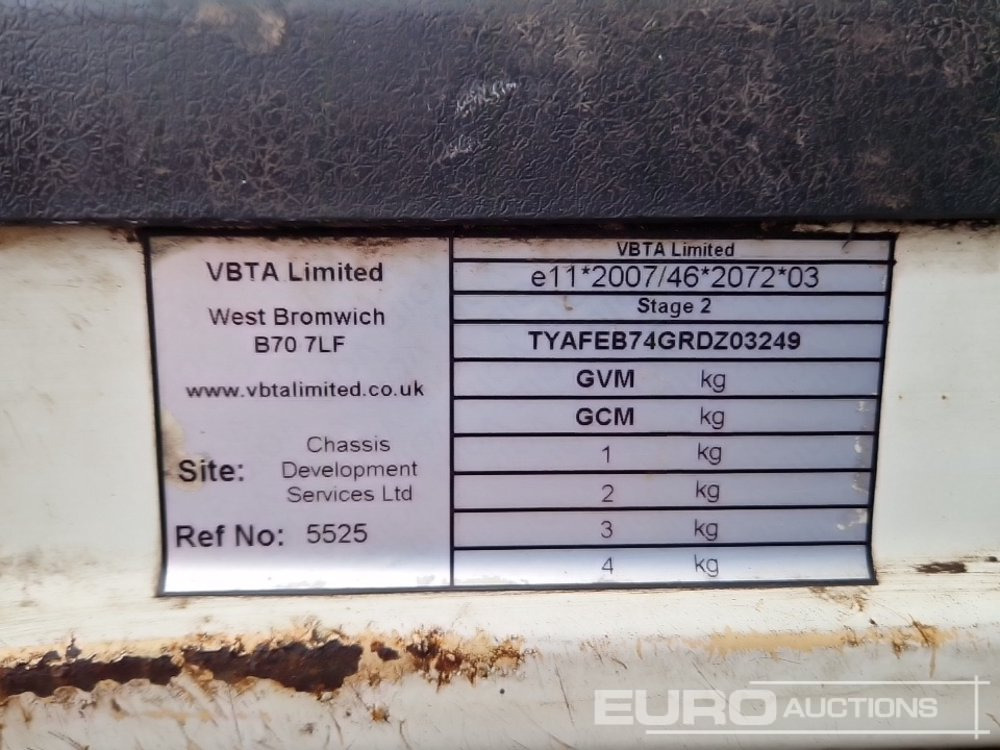 VBTA Limited
West Bromwich
B70 7LF
www.vbtalimited.co.uk
Site: Chassis
Development
Services Ltd
Ref No: 5525
VBTA Limited
e11*2007/46*2072*03
Stage 2
TYAFEB74GRDZ03249
GVM kg
GCM kg
1 kg
2 kg
3 kg
4 kg
EURO AUCTIONS